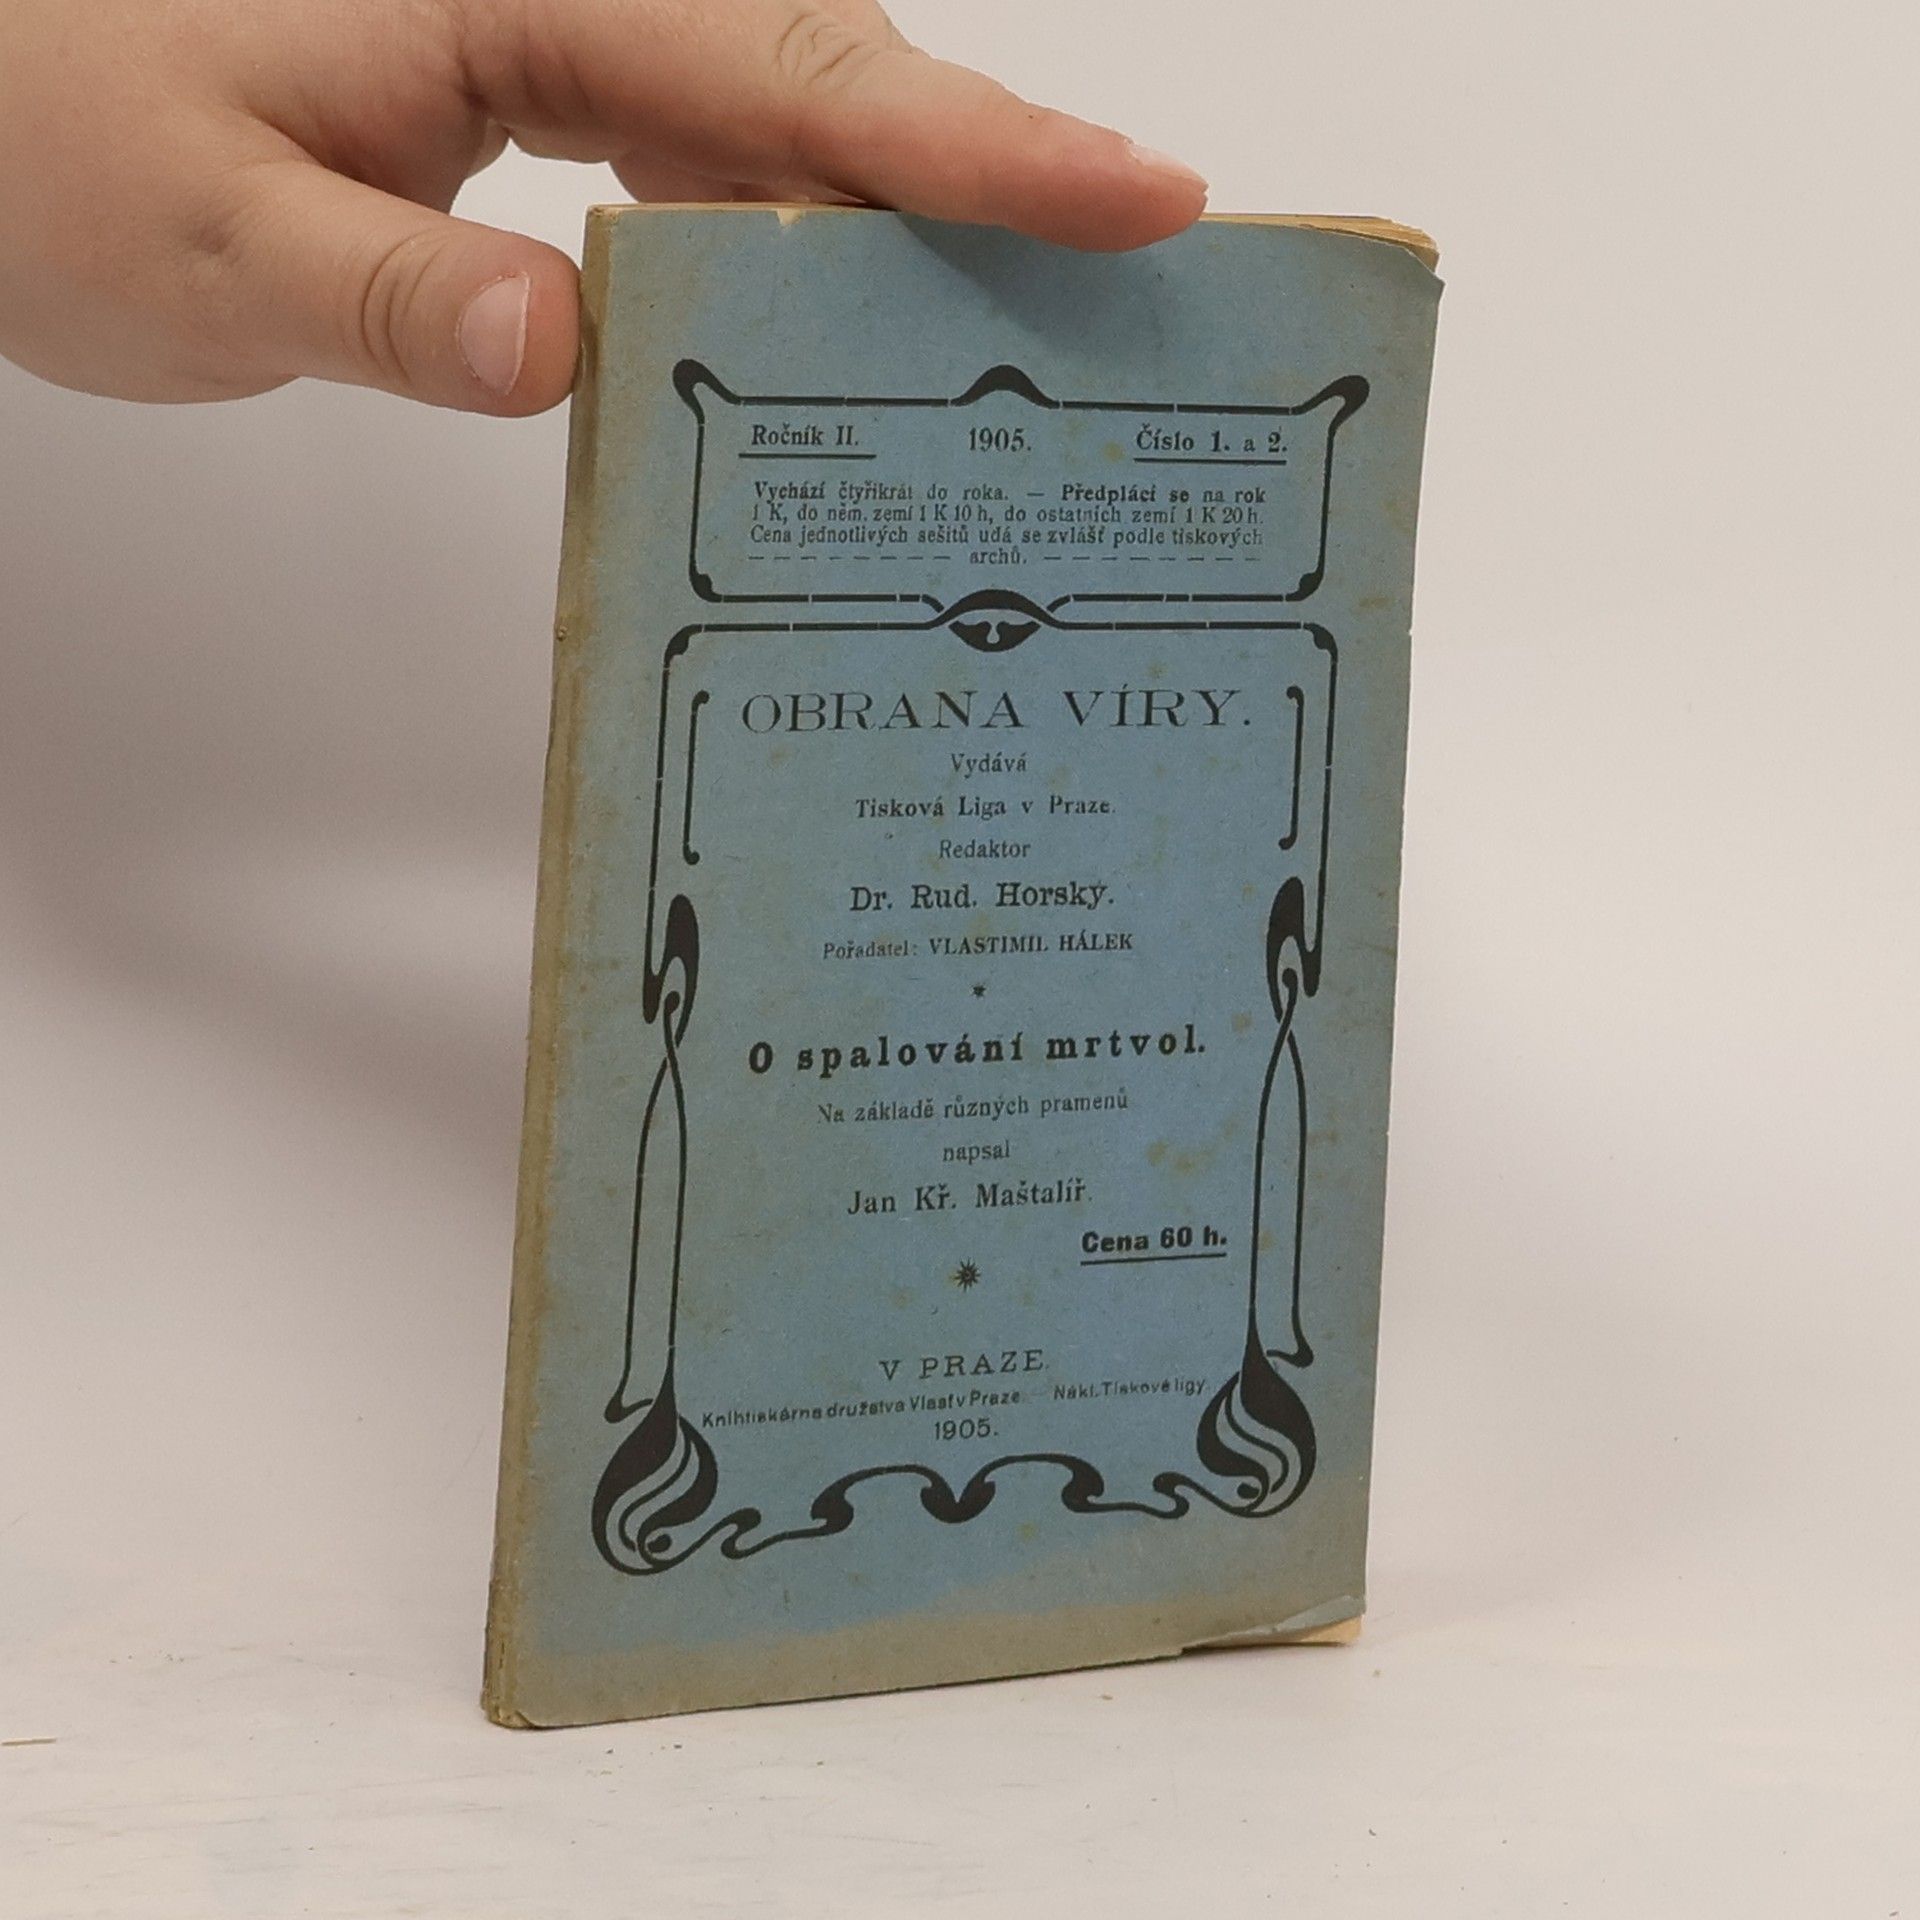 Ročník II. 1905. Číslo 1. a 2.
Vychází čtyřikrát do roka. — Předplácí se na rok
1 K, do něm. zemí 1 K 10 h, do ostatních zemí 1 K 20 h.
Cena jednotlivých sešitů udá se zvlášť podle tiskových
archů.
OBRANA VÍRY.
Vydává
Tisková Liga v Praze.
Redaktor
Dr. Rud. Horský.
Pořadatel: VLASTIMIL HÁLEK
O spalování mrtvol.
Na základě různých pramenů
napsal
Jan Kř. Maštalíř.
Cena 60 h.
V PRAZE.
Knihtiskárna družstva Vlasť v Praze. — Nákl. Tiskové ligy.
1905.